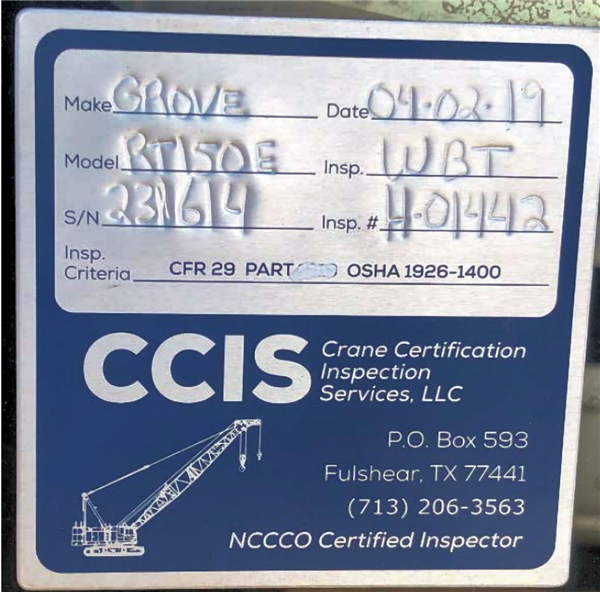 Make GROVE Date 04-02-19
Model RT150E Insp. WBT
S/N 231614 Insp. # H-01442
Insp.
Criteria CFR 29 PART OSHA 1926-1400
CCIS Crane Certification
Inspection
Services, LLC
P.O. Box 593
Fulshear, TX 77441
(713) 206-3563
NCCCO Certified Inspector